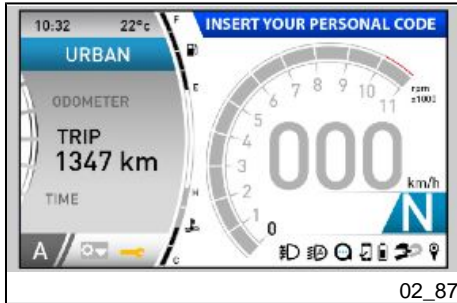 10:32 22°c
INSERT YOUR PERSONAL CODE
URBAN
ODOMETER
TRIP
1347 km
TIME
A
F
E
H
C
0 1 2 3 4 5 6 7 8 9 10 11
rpm
x1000
000
km/h
N
02_87